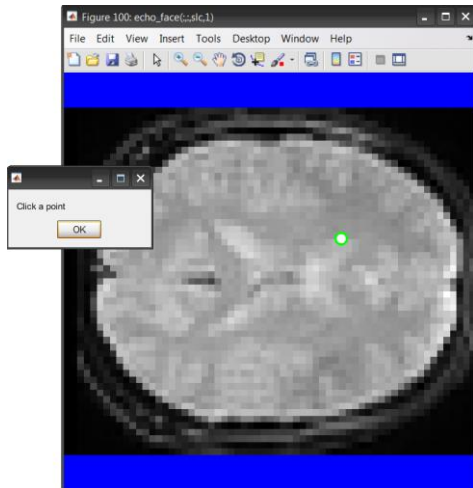 Figure 100: echo_face(:,:,slc,1)
File Edit View Insert Tools Desktop Window Help
Click a point
OK